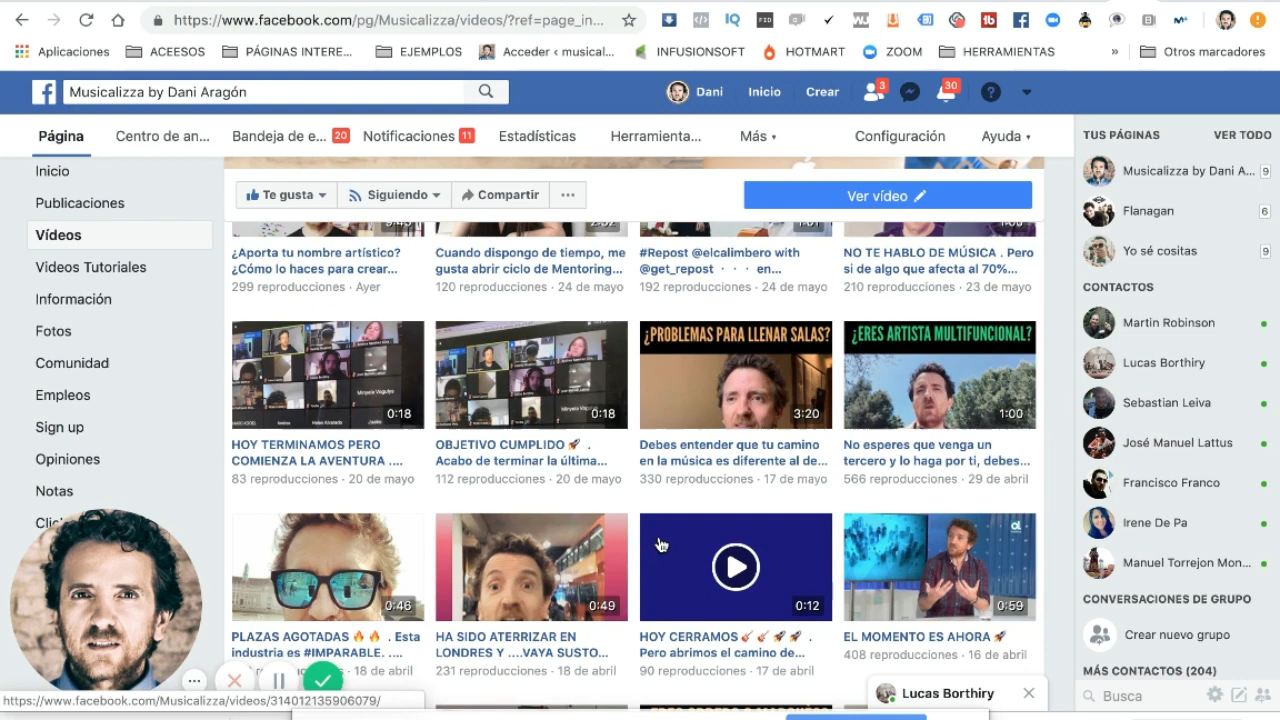 https://www.facebook.com/pg/Musicalizza/videos/?ref=page_in...
Aplicaciones
ACEESOS
PÁGINAS INTERE...
EJEMPLOS
Acceder ‹ musical...
INFUSIONSOFT
HOTMART
ZOOM
HERRAMIENTAS
»
Otros marcadores
Musicalizza by Dani Aragón
Dani
Inicio
Crear
3
30
Página
Centro de an...
Bandeja de e... 20
Notificaciones 11
Estadísticas
Herramienta...
Más
Configuración
Ayuda
Inicio
Publicaciones
Vídeos
Videos Tutoriales
Información
Fotos
Comunidad
Empleos
Sign up
Opiniones
Notas
Te gusta
Siguiendo
Compartir
Ver vídeo
¿Aporta tu nombre artístico?
¿Cómo lo haces para crear...
299 reproducciones · Ayer
Cuando dispongo de tiempo, me
gusta abrir ciclo de Mentoring...
120 reproducciones · 24 de mayo
#Repost @elcalimbero with
@get_repost · · · en...
192 reproducciones · 24 de mayo
NO TE HABLO DE MÚSICA . Pero
si de algo que afecta al 70%...
210 reproducciones · 23 de mayo
0:18
HOY TERMINAMOS PERO
COMIENZA LA AVENTURA ....
83 reproducciones · 20 de mayo
0:18
OBJETIVO CUMPLIDO 🚀 .
Acabo de terminar la última...
112 reproducciones · 20 de mayo
¿PROBLEMAS PARA LLENAR SALAS?
3:20
Debes entender que tu camino
en la música es diferente al de...
330 reproducciones · 17 de mayo
¿ERES ARTISTA MULTIFUNCIONAL?
1:00
No esperes que venga un
tercero y lo haga por ti, debes...
566 reproducciones · 29 de abril
0:46
PLAZAS AGOTADAS 🔥 🔥 . Esta
industria es #IMPARABLE. ....
reproducciones · 18 de abril
0:49
HA SIDO ATERRIZAR EN
LONDRES Y ....VAYA SUSTO...
231 reproducciones · 18 de abril
0:12
HOY CERRAMOS 🎸 🎸 🚀 🚀 .
Pero abrimos el camino de...
90 reproducciones · 17 de abril
0:59
EL MOMENTO ES AHORA 🚀
408 reproducciones · 16 de abril
TUS PÁGINAS
VER TODO
Musicalizza by Dani A... 9
Flanagan 6
Yo sé cositas 9
CONTACTOS
Martin Robinson
Lucas Borthiry
Sebastian Leiva
José Manuel Lattus
Francisco Franco
Irene De Pa
Manuel Torrejon Mon...
CONVERSACIONES DE GRUPO
Crear nuevo grupo
MÁS CONTACTOS (204)
Busca
Lucas Borthiry
https://www.facebook.com/Musicalizza/videos/314012135906079/